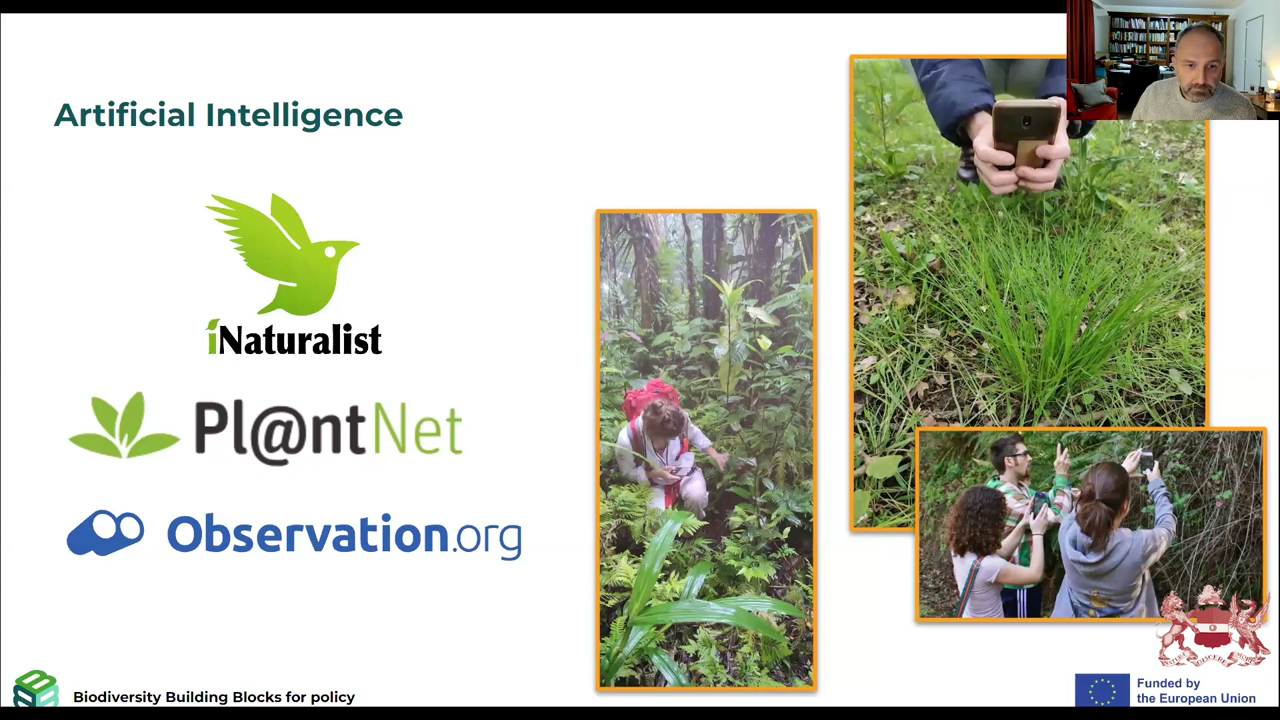 Artificial Intelligence
iNaturalist
Pl@ntNet
Observation.org
Biodiversity Building Blocks for policy
Funded by
the European Union